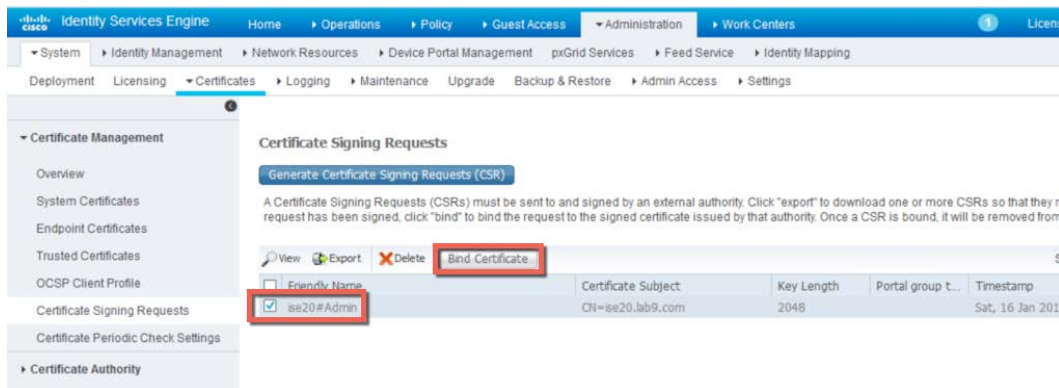 cisco Identity Services Engine Home Operations Policy Guest Access Administration Work Centers 1
System Identity Management Network Resources Device Portal Management pxGrid Services Feed Service Identity Mapping
Deployment Licensing Certificates Logging Maintenance Upgrade Backup & Restore Admin Access Settings
Certificate Management
Overview
System Certificates
Endpoint Certificates
Trusted Certificates
OCSP Client Profile
Certificate Signing Requests
Certificate Periodic Check Settings
Certificate Authority
Certificate Signing Requests
Generate Certificate Signing Requests (CSR)
A Certificate Signing Requests (CSRs) must be sent to and signed by an external authority. Click "export" to download one or more CSRs so that they
request has been signed, click "bind" to bind the request to the signed certificate issued by that authority. Once a CSR is bound, it will be removed from
View Export Delete Bind Certificate
Friendly Name Certificate Subject Key Length Portal group t... Timestamp
ise20#Admin CN=ise20.lab9.com 2048 Sat, 16 Jan 201